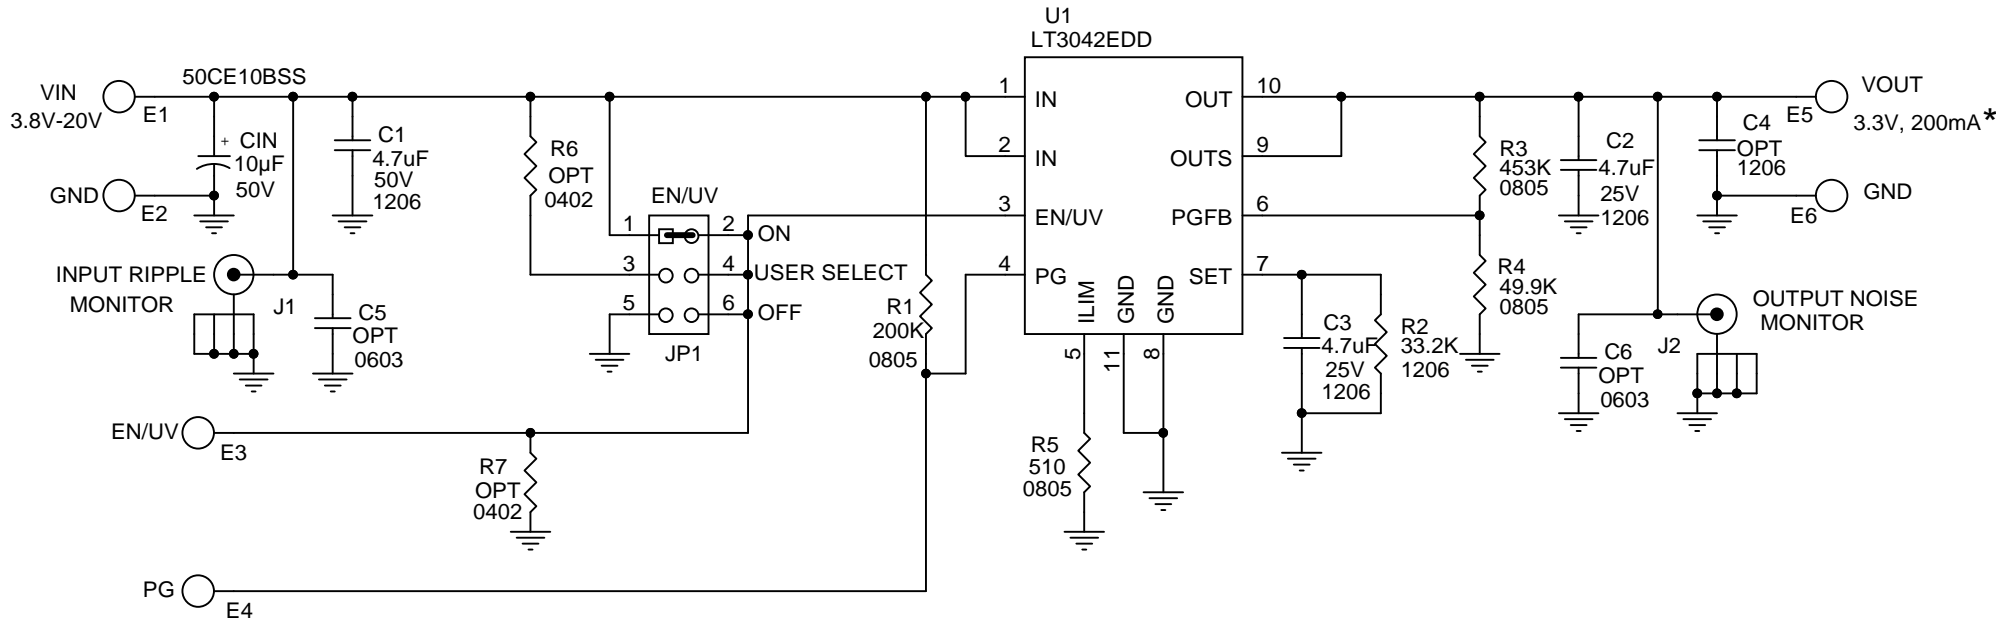 U1
LT3042EDD
50CE10BSS
VIN
3.8V-20V
E1
+
CIN
10µF
50V
C1
4.7uF
50V
1206
GND
E2
INPUT RIPPLE
MONITOR
J1
C5
OPT
0603
R6
OPT
0402
EN/UV
1
2
ON
3
4
USER SELECT
5
6
OFF
JP1
R1
200K
0805
EN/UV
E3
R7
OPT
0402
PG
E4
1
IN
2
IN
3
EN/UV
4
PG
ILIM
GND
GND
5
11
8
OUT
10
OUTS
9
PGFB
6
SET
7
R5
510
0805
C3
4.7uF
25V
1206
R2
33.2K
1206
R3
453K
0805
R4
49.9K
0805
C2
4.7uF
25V
1206
C4
OPT
1206
E5
VOUT
3.3V, 200mA*
E6
GND
C6
OPT
0603
J2
OUTPUT NOISE
MONITOR